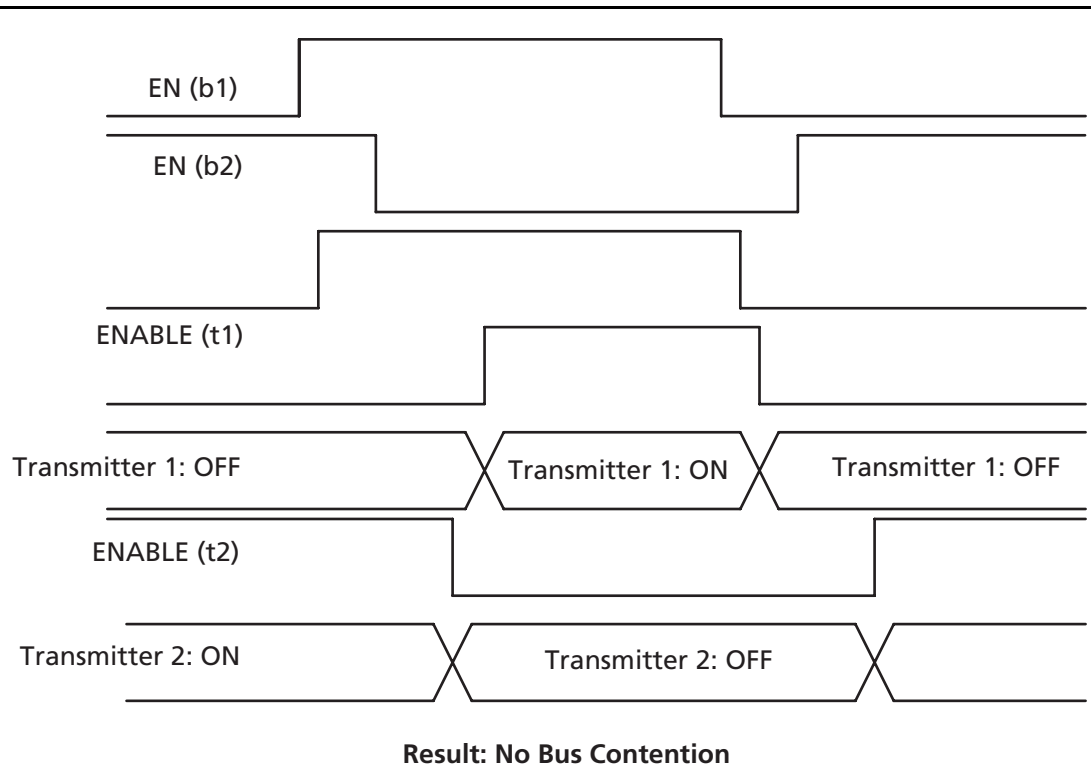 EN (b1)
EN (b2)
ENABLE (t1)
Transmitter 1: OFF
Transmitter 1: ON
Transmitter 1: OFF
ENABLE (t2)
Transmitter 2: ON
Transmitter 2: OFF
Result: No Bus Contention